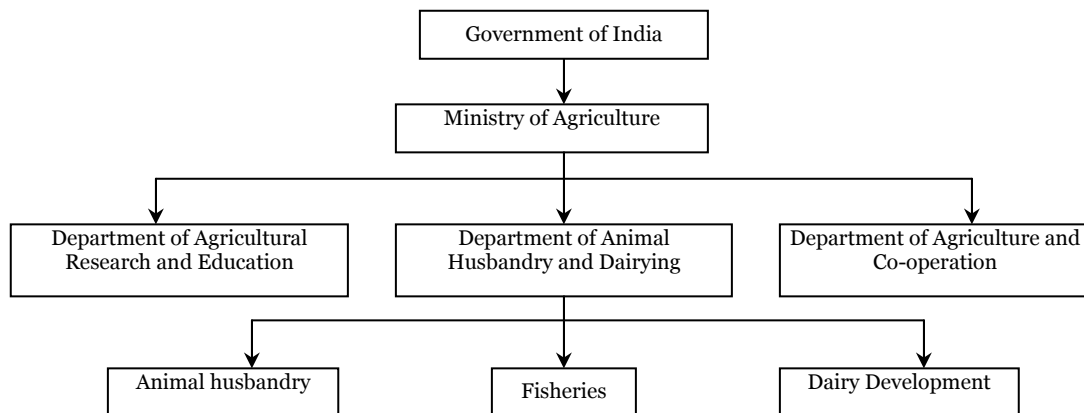 Government of India
Ministry of Agriculture
Department of Agricultural
Research and Education
Department of Animal
Husbandry and Dairying
Department of Agriculture and
Co-operation
Animal husbandry
Fisheries
Dairy Development